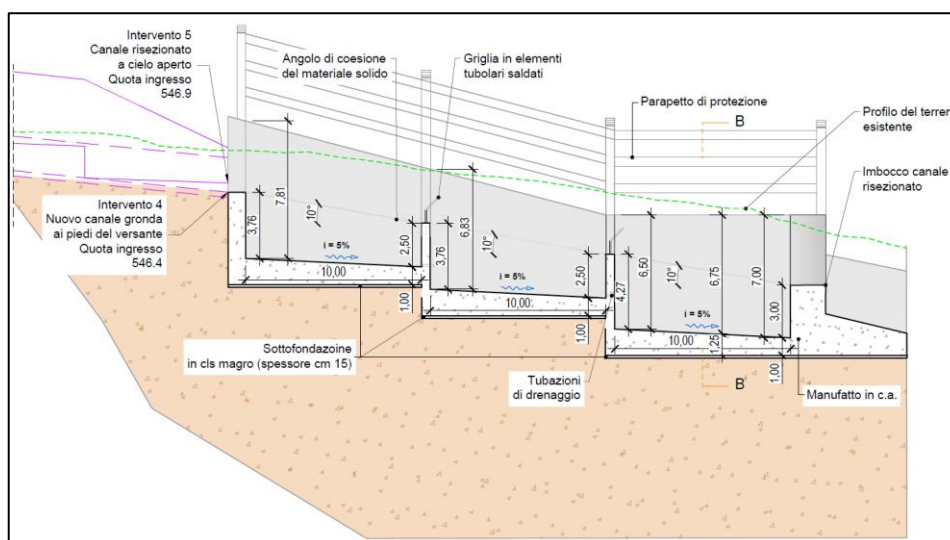 Intervento 5
Canale risezionato
a cielo aperto
Quota ingresso
546.9
Angolo di coesione
del materiale solido
Griglia in elementi
tubolari saldati
Parapetto di protezione
B
Profilo del terren
esistente
Imbocco canale
risezionato
Intervento 4
Nuovo canale gronda
ai piedi del versante
Quota ingresso
546.4
3,76
7,81
10°
i = 5%
10,00
2,50
1,00
3,76
6,83
10°
i = 5%
10,00
2,50
1,00
4,27
6,50
10°
i = 5%
10,00
6,75
1,25
7,00
3,00
1,00
Sottofondazoine
in cls magro (spessore cm 15)
Tubazioni
di drenaggio
B
Manufatto in c.a.